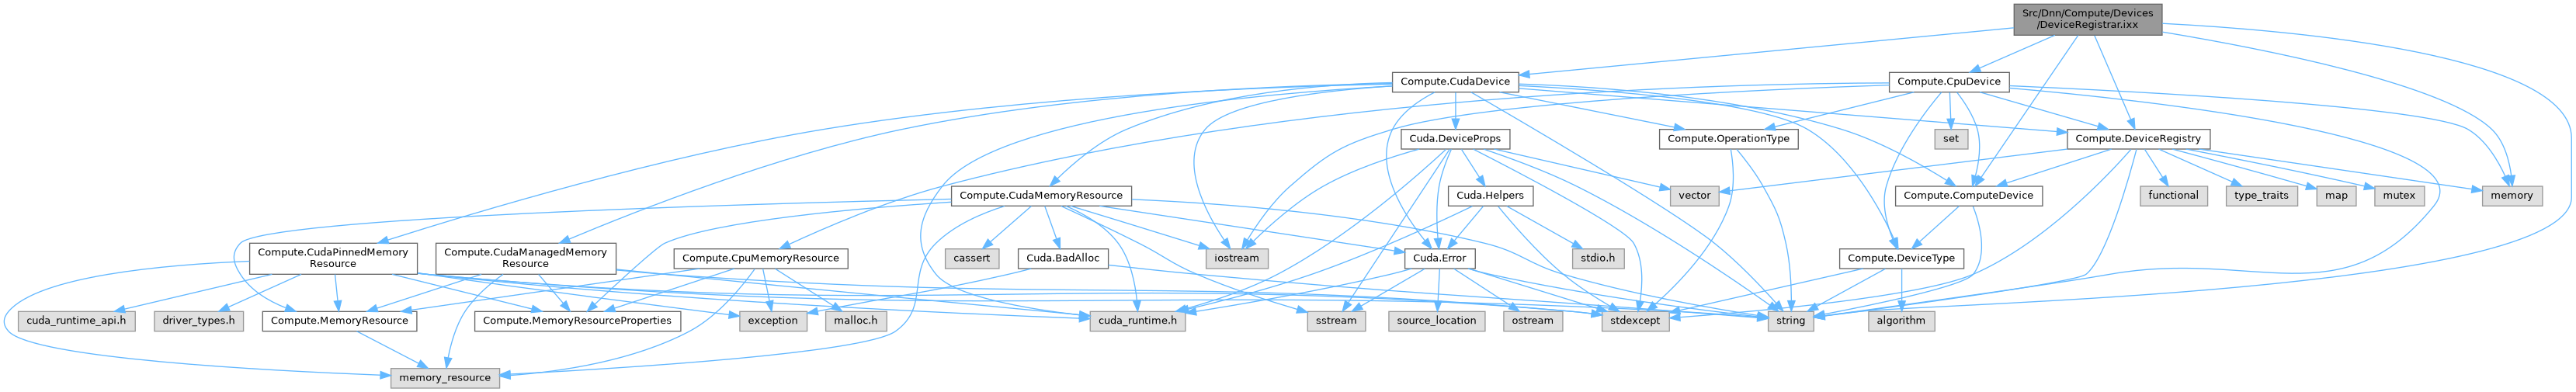 Src/Dnn/Compute/Devices
/DeviceRegistrar.ixx
Compute.CudaDevice
Compute.CpuDevice
Cuda.DeviceProps
Compute.OperationType
set
Compute.DeviceRegistry
Compute.CudaMemoryResource
Cuda.Helpers
vector
Compute.ComputeDevice
functional
type_traits
map
mutex
memory
Compute.CudaPinnedMemory
Resource
Compute.CudaManagedMemory
Resource
Compute.CpuMemoryResource
cassert
Cuda.BadAlloc
iostream
Cuda.Error
stdio.h
Compute.DeviceType
cuda_runtime_api.h
driver_types.h
Compute.MemoryResource
Compute.MemoryResourceProperties
exception
malloc.h
cuda_runtime.h
sstream
source_location
ostream
stdexcept
string
algorithm
memory_resource